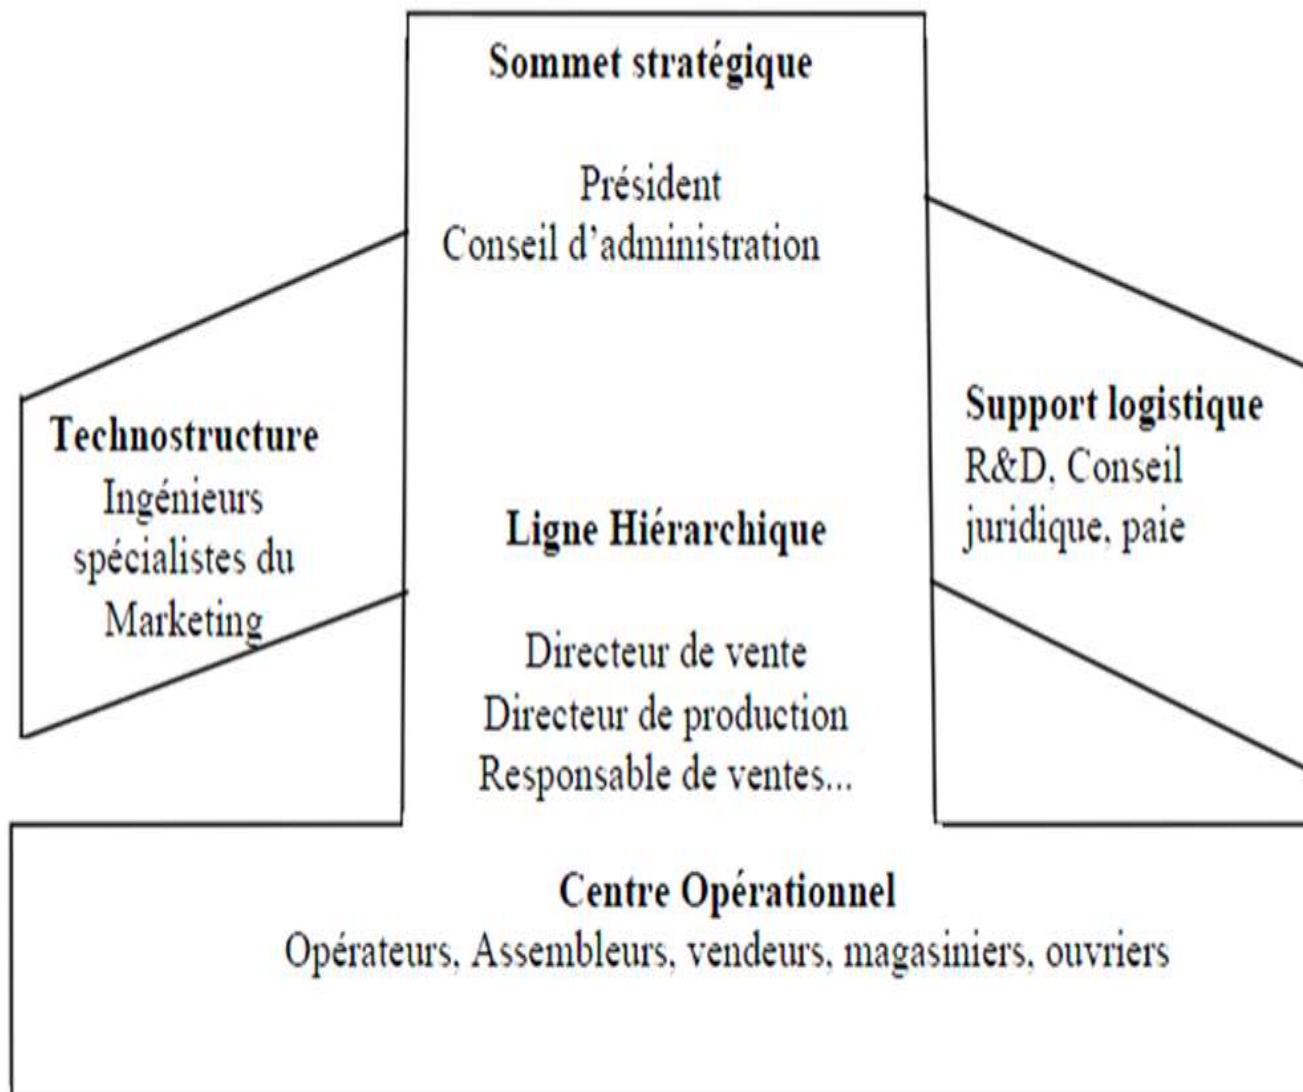 Sommet stratégique
Président
Conseil d'administration
Technostructure
Ingénieurs
spécialistes du
Marketing
Support logistique
R&D, Conseil
juridique, paie
Ligne Hiérarchique
Directeur de vente
Directeur de production
Responsable de ventes...
Centre Opérationnel
Opérateurs, Assembleurs, vendeurs, magasiniers, ouvriers